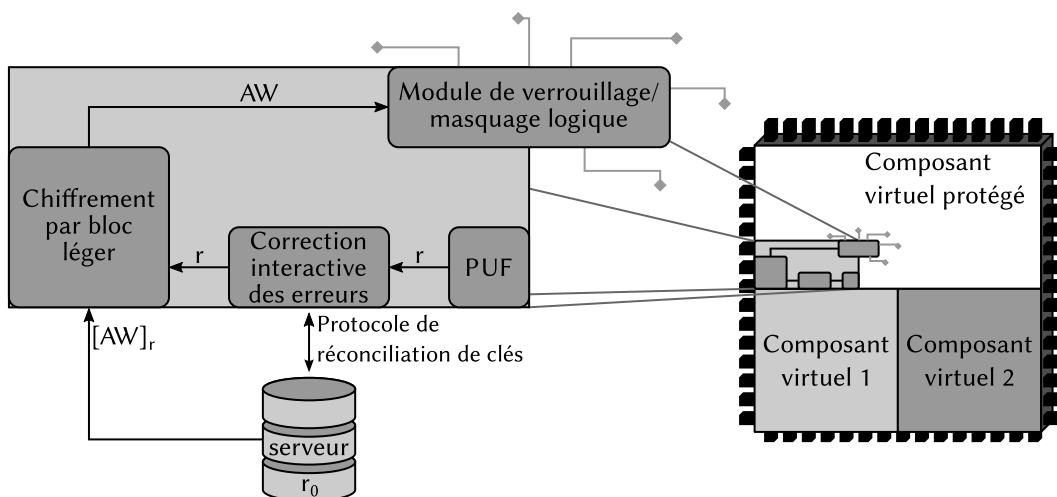 AW
Module de verrouillage/
masquage logique
Chiffrement
par bloc
léger
r
Correction
interactive
des erreurs
r
PUF
[AW]r
Protocole de
réconciliation de clés
serveur
r0
Composant
virtuel protégé
Composant
virtuel 1
Composant
virtuel 2